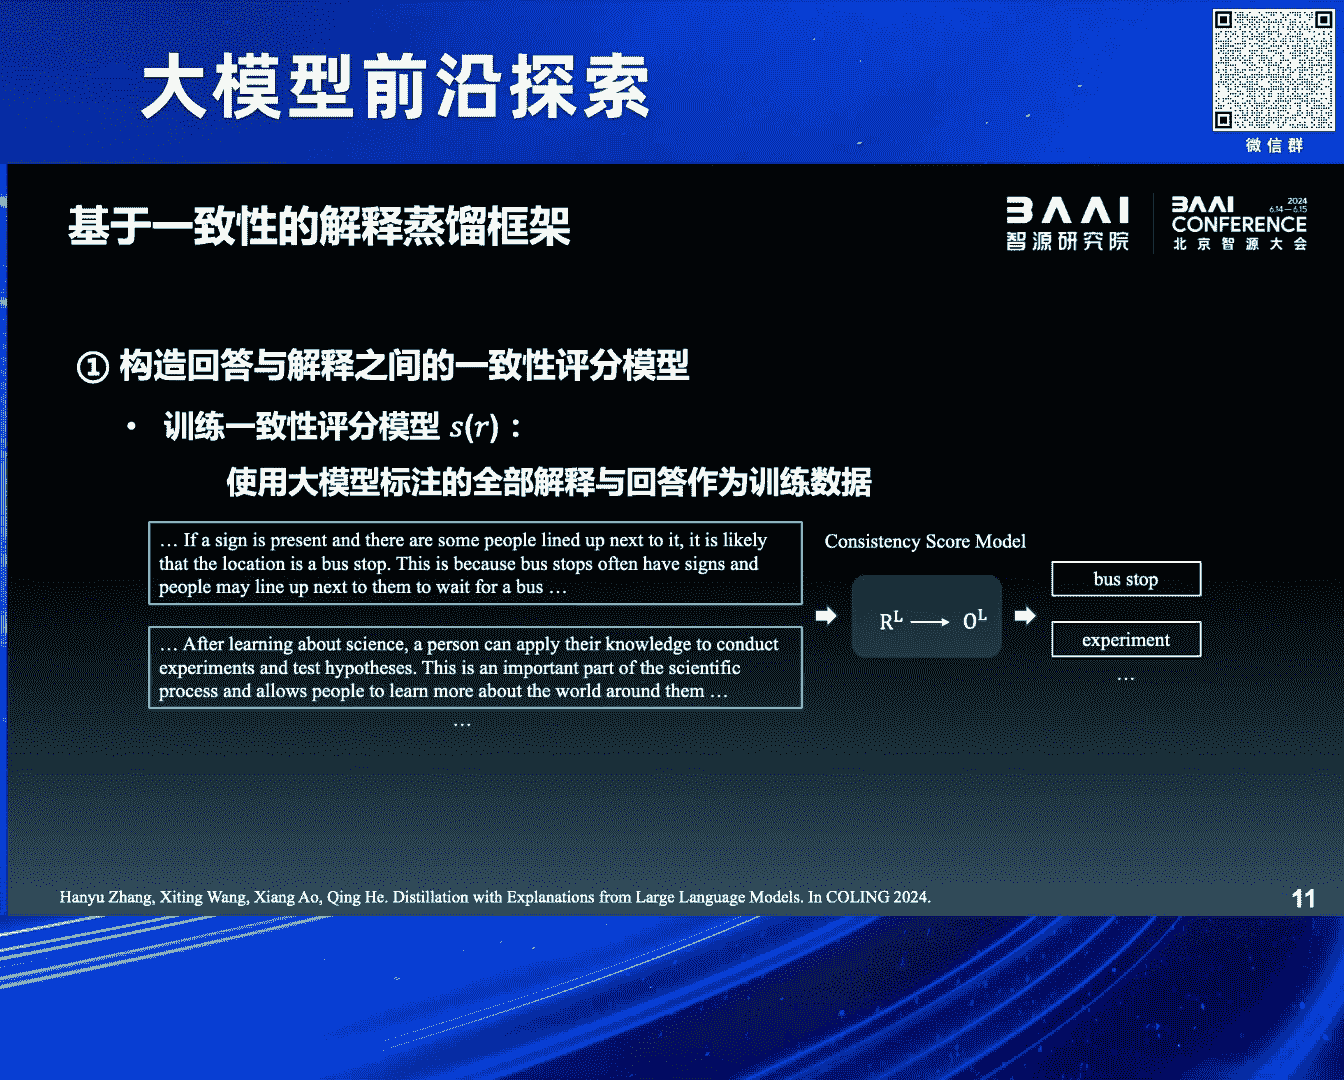 大模型前沿探索
微信群
基于一致性的解释蒸馏框架
BAAI
智源研究院
BAAI
2024
6.14—6.15
CONFERENCE
北京智源大会
① 构造回答与解释之间的一致性评分模型
• 训练一致性评分模型 s(r)：
使用大模型标注的全部解释与回答作为训练数据
… If a sign is present and there are some people lined up next to it, it is likely
that the location is a bus stop. This is because bus stops often have signs and
people may line up next to them to wait for a bus …
… After learning about science, a person can apply their knowledge to conduct
experiments and test hypotheses. This is an important part of the scientific
process and allows people to learn more about the world around them …
…
Consistency Score Model
Rᴸ ⟶ Oᴸ
bus stop
experiment
…
Hanyu Zhang, Xiting Wang, Xiang Ao, Qing He. Distillation with Explanations from Large Language Models. In COLING 2024.
11